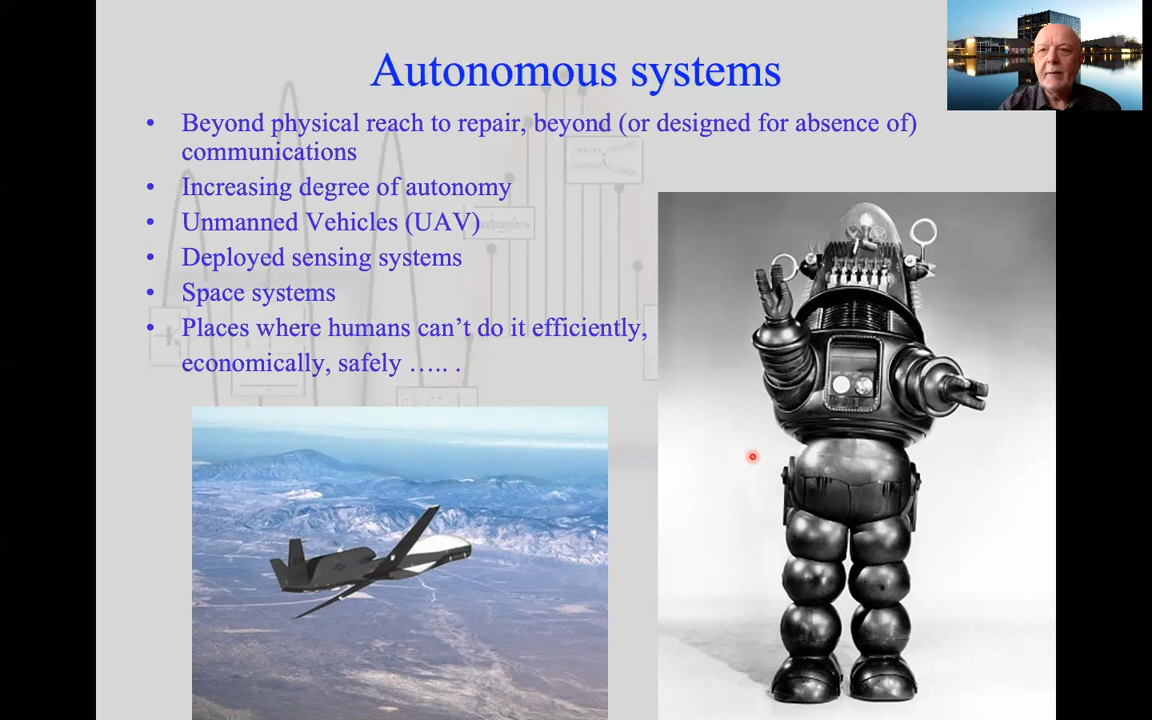 Autonomous systems
• Beyond physical reach to repair, beyond (or designed for absence of)
communications
• Increasing degree of autonomy
• Unmanned Vehicles (UAV)
• Deployed sensing systems
• Space systems
• Places where humans can’t do it efficiently,
economically, safely ….. .